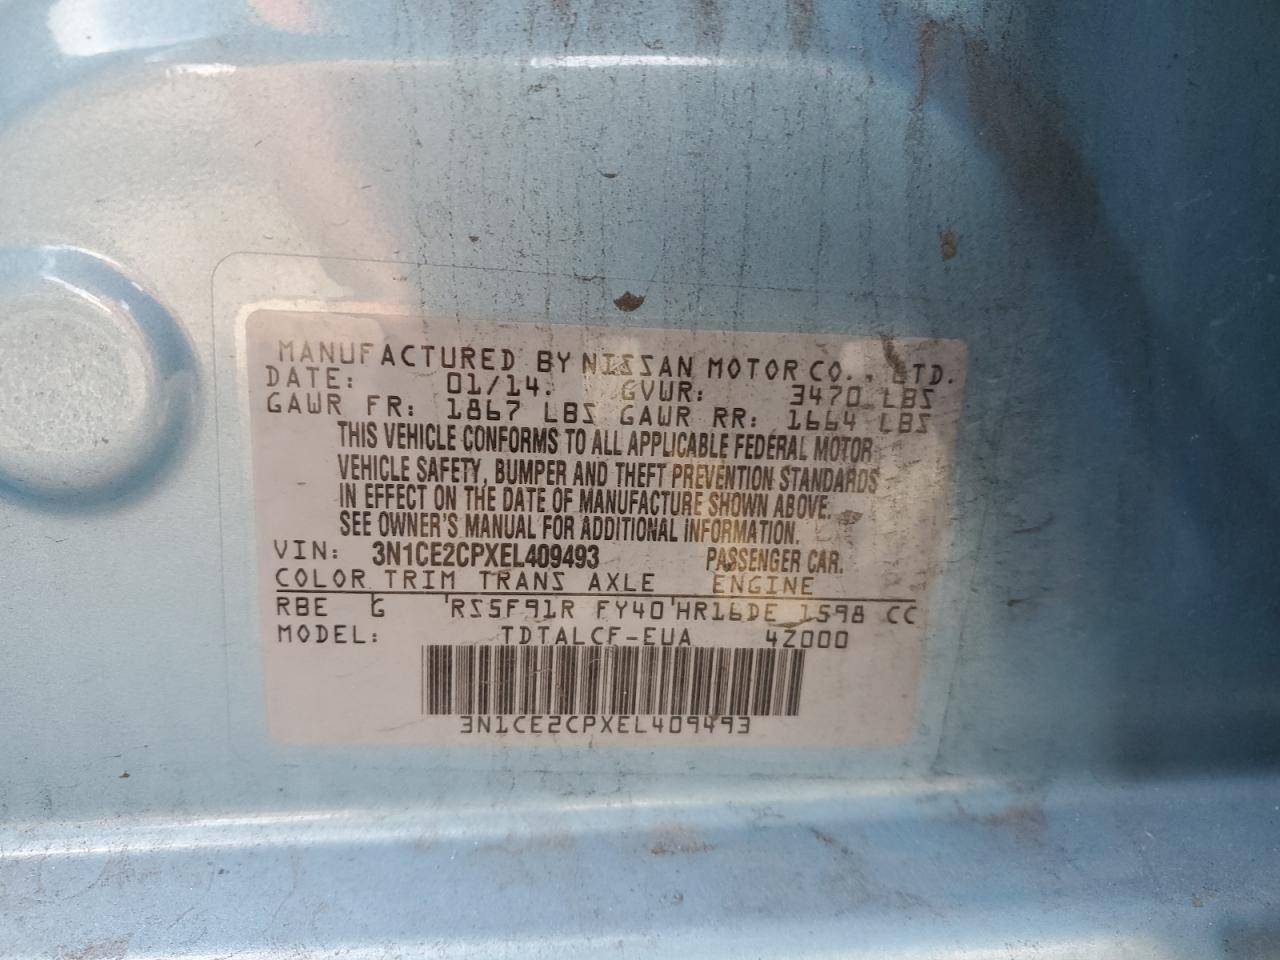 MANUFACTURED BY NISSAN MOTOR CO., LTD.
DATE: 01/14. GVWR: 3470 LBS
GAWR FR: 1867 LBS GAWR RR: 1664 LBS
THIS VEHICLE CONFORMS TO ALL APPLICABLE FEDERAL MOTOR
VEHICLE SAFETY, BUMPER AND THEFT PREVENTION STANDARDS
IN EFFECT ON THE DATE OF MANUFACTURE SHOWN ABOVE.
SEE OWNER'S MANUAL FOR ADDITIONAL INFORMATION.
VIN: 3N1CE2CPXEL409493 PASSENGER CAR.
COLOR TRIM TRANS AXLE ENGINE
RBE G RS5F91R FY40 HR16DE 1598 CC
MODEL: TDTALCF-EUA 4Z000
3N1CE2CPXEL409493